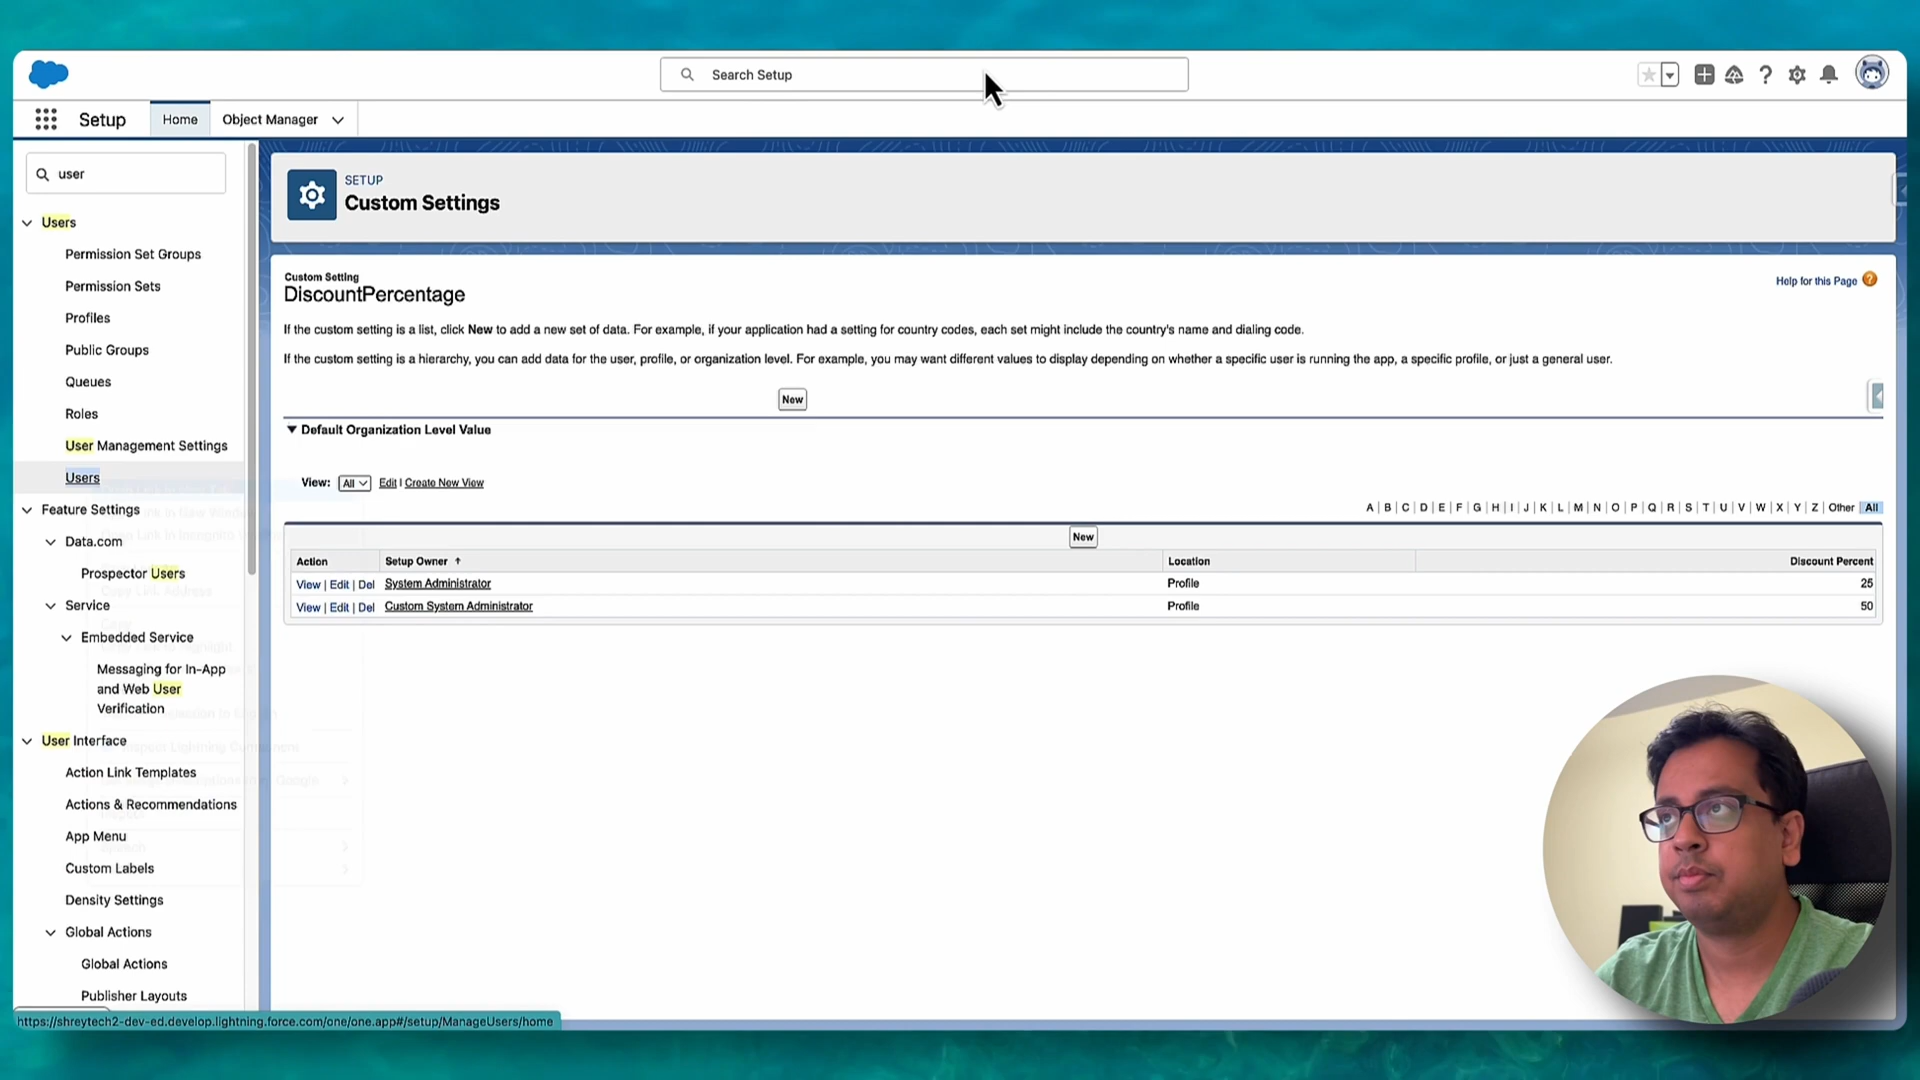 Search Setup
Setup
Home
Object Manager
user
Users
Permission Set Groups
Permission Sets
Profiles
Public Groups
Queues
Roles
User Management Settings
Users
Feature Settings
Data.com
Prospector Users
Service
Embedded Service
Messaging for In-App
and Web User
Verification
User Interface
Action Link Templates
Actions & Recommendations
App Menu
Custom Labels
Density Settings
Global Actions
Global Actions
Publisher Layouts
https://shreytech2-dev-ed.develop.lightning.force.com/one/one.app#/setup/ManageUsers/home
SETUP
Custom Settings
Custom Setting
DiscountPercentage
Help for this Page
If the custom setting is a list, click New to add a new set of data. For example, if your application had a setting for country codes, each set might include the country's name and dialing code.
If the custom setting is a hierarchy, you can add data for the user, profile, or organization level. For example, you may want different values to display depending on whether a specific user is running the app, a specific profile, or just a general user.
New
Default Organization Level Value
View: All Edit | Create New View
A | B | C | D | E | F | G | H | I | J | K | L | M | N | O | P | Q | R | S | T | U | V | W | X | Y | Z | Other All
New
Action Setup Owner Location Discount Percent
View | Edit | Del System Administrator Profile 25
View | Edit | Del Custom System Administrator Profile 50